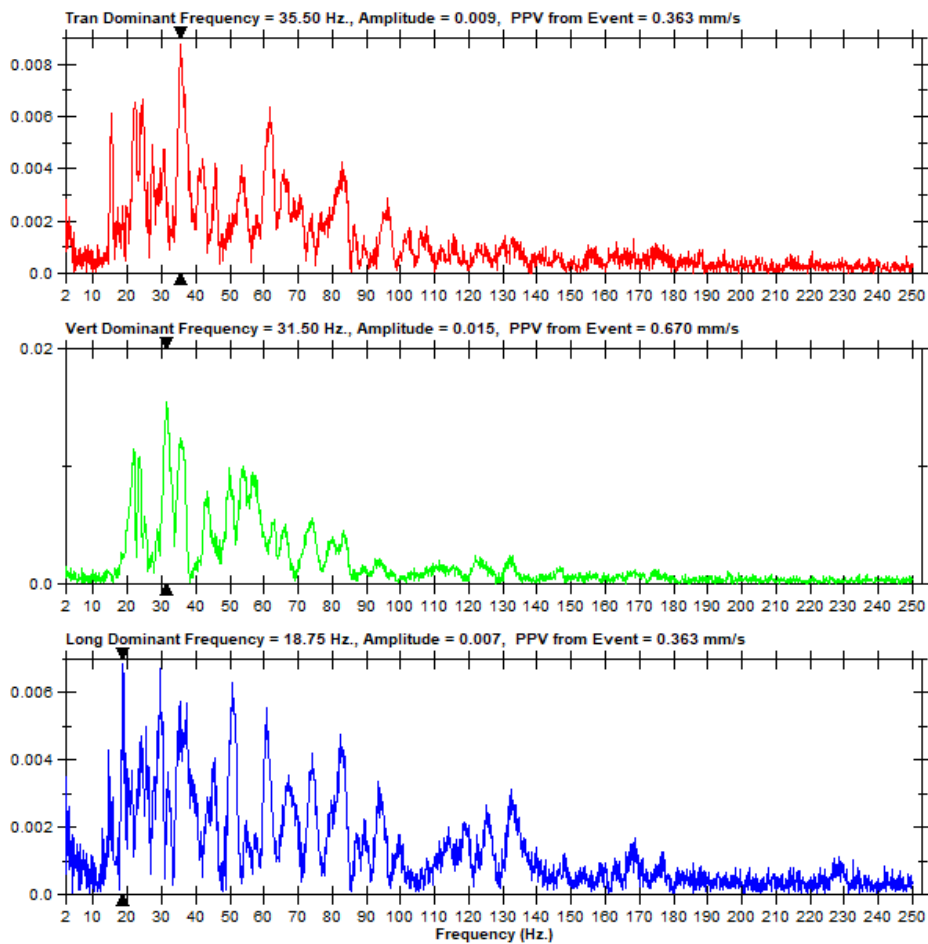 Tran Dominant Frequency = 35.50 Hz., Amplitude = 0.009, PPV from Event = 0.363 mm/s
0.008
0.006
0.004
0.002
0.0
2 10 20 30 40 50 60 70 80 90 100 110 120 130 140 150 160 170 180 190 200 210 220 230 240 250
Vert Dominant Frequency = 31.50 Hz., Amplitude = 0.015, PPV from Event = 0.670 mm/s
0.02
0.0
2 10 20 30 40 50 60 70 80 90 100 110 120 130 140 150 160 170 180 190 200 210 220 230 240 250
Long Dominant Frequency = 18.75 Hz., Amplitude = 0.007, PPV from Event = 0.363 mm/s
0.006
0.004
0.002
0.0
2 10 20 30 40 50 60 70 80 90 100 110 120 130 140 150 160 170 180 190 200 210 220 230 240 250
Frequency (Hz.)